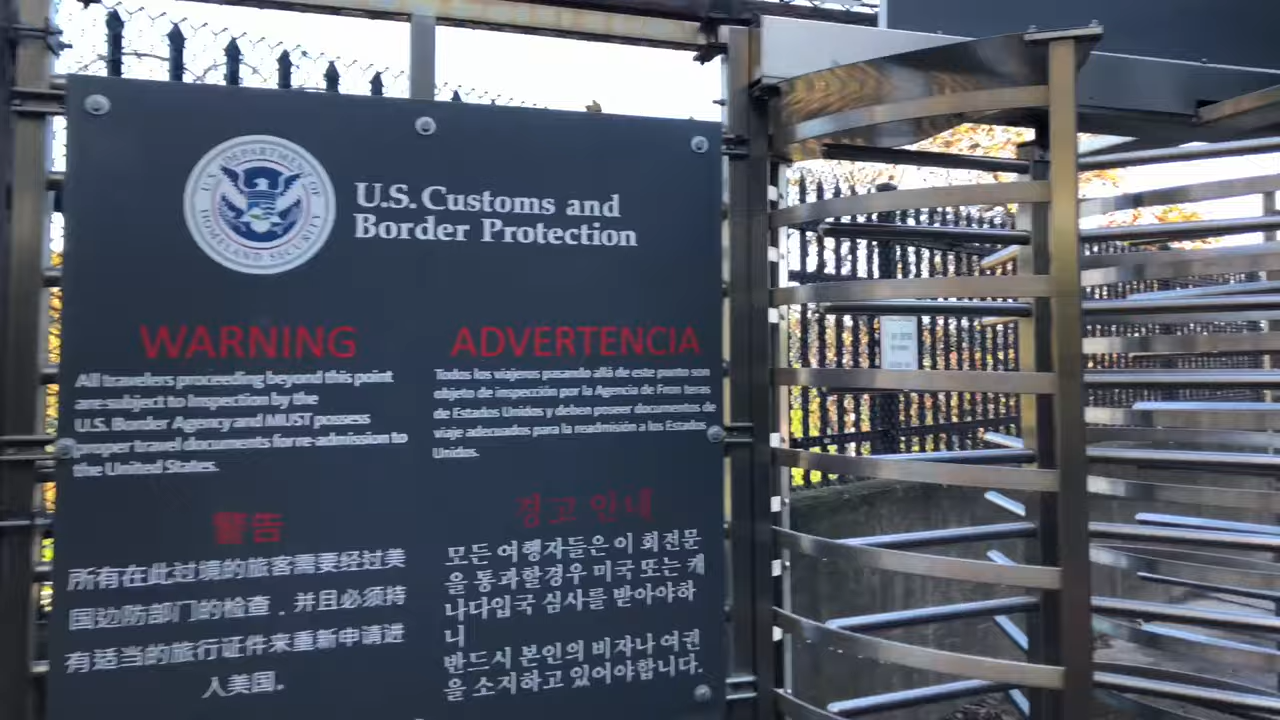 U.S. DEPARTMENT OF HOMELAND SECURITY
U.S. Customs and
Border Protection
WARNING
All travelers proceeding beyond this point
are subject to Inspection by the
U.S. Border Agency and MUST possess
proper travel documents for re-admission to
the United States.
ADVERTENCIA
Todos los viajeros pasando allá de este punto son
objeto de inspección por la Agencia de Fron teras
de Estados Unidos y deben poseer documentos de
viaje adecuados para la readmisión a los Estados
Unidos.
警告
所有在此过境的旅客需要经过美
国边防部门的检查．并且必须持
有适当的旅行证件来重新申请进
人美国。
경고 안내
모든 여행자들은 이 회전문
을 통과할경우 미국 또는 캐
나다입국 심사를 받아야하
니
반드시 본인의 비자나 여권
을 소지하고 있어야합니다.